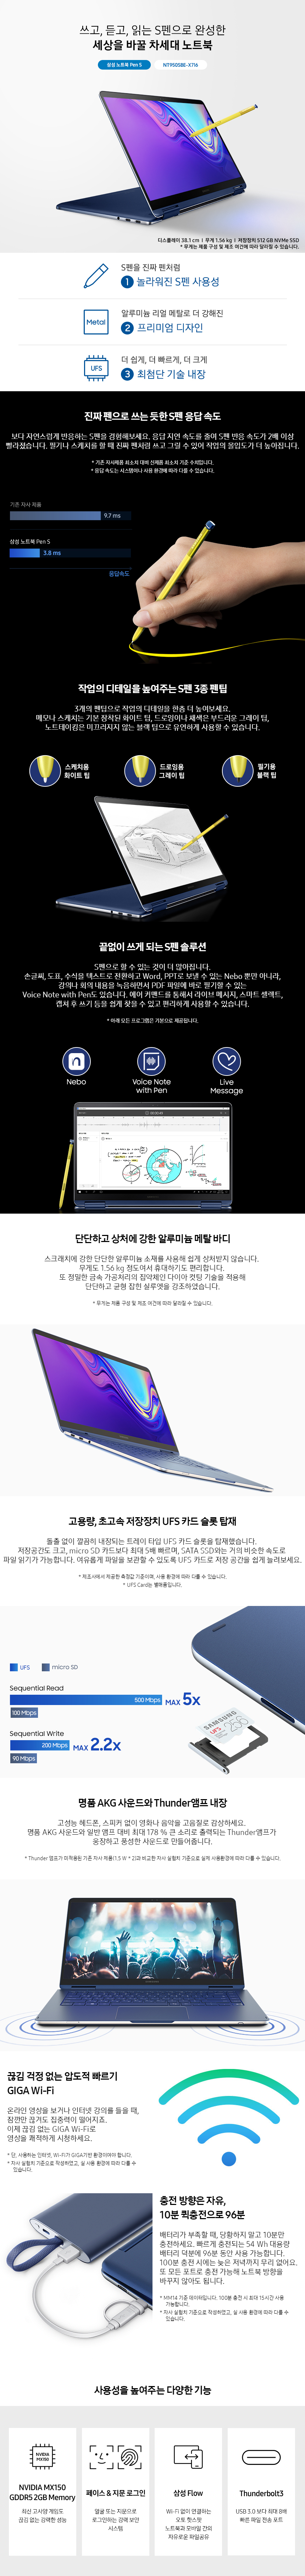 쓰고, 듣고, 읽는 S펜으로 완성한
세상을 바꿀 차세대 노트북
삼성 노트북 Pen S
NT950SBE-X716
디스플레이 38.1 cm I 무게 1.56 kg I 저장장치 512 GB NVMe SSD
* 무게는 제품 구성 및 제조 여건에 따라 달라질 수 있습니다.
S펜을 진짜 펜처럼
1 놀라워진 S펜 사용성
Metal
알루미늄 리얼 메탈로 더 강해진
2 프리미엄 디자인
UFS
더 쉽게, 더 빠르게, 더 크게
3 최첨단 기술 내장
진짜 펜으로 쓰는 듯한 S펜 응답 속도
보다 자연스럽게 반응하는 S펜을 경험해보세요. 응답 지연 속도를 줄여 S펜 반응 속도가 2배 이상
빨라졌습니다. 필기나 스케치를 할 때 진짜 펜처럼 쓰고 그릴 수 있어 작업의 몰입도가 더 높아집니다.
* 기존 자사제품 최소치 대비 신제품 최소치 기준 수치입니다.
* 응답 속도는 시스템이나 사용 환경에 따라 다를 수 있습니다.
기존 자사 제품
9.7 ms
삼성 노트북 Pen S
3.8 ms
응답속도
작업의 디테일을 높여주는 S펜 3종 펜팁
3개의 펜팁으로 작업의 디테일을 한층 더 높여보세요.
메모나 스케치는 기본 장착된 화이트 팁, 드로잉이나 채색은 부드러운 그레이 팁,
노트테이킹은 미끄러지지 않는 블랙 팁으로 유연하게 사용할 수 있습니다.
스케치용
화이트 팁
드로잉용
그레이 팁
필기용
블랙 팁
끝없이 쓰게 되는 S펜 솔루션
S펜으로 할 수 있는 것이 더 많아집니다.
손글씨, 도표, 수식을 텍스트로 전환하고 Word, PPT로 보낼 수 있는 Nebo 뿐만 아니라,
강의나 회의 내용을 녹음하면서 PDF 파일에 바로 필기할 수 있는
Voice Note with Pen도 있습니다. 에어 커맨드를 통해서 라이브 메시지, 스마트 셀렉트,
캡처 후 쓰기 등을 쉽게 찾을 수 있고 편리하게 사용할 수 있습니다.
* 아래 모든 프로그램은 기본으로 제공됩니다.
Nebo
Voice Note
with Pen
Live
Message
단단하고 상처에 강한 알루미늄 메탈 바디
스크래치에 강한 단단한 알루미늄 소재를 사용해 쉽게 상처받지 않습니다.
무게도 1.56 kg 정도여서 휴대하기도 편리합니다.
또 정밀한 금속 가공처리의 집약체인 다이아 컷팅 기술을 적용해
단단하고 균형 잡힌 실루엣을 강조하였습니다.
* 무게는 제품 구성 및 제조 여건에 따라 달라질 수 있습니다.
고용량, 초고속 저장장치 UFS 카드 슬롯 탑재
돌출 없이 깔끔히 내장되는 트레이 타입 UFS 카드 슬롯을 탑재했습니다.
저장공간도 크고, micro SD 카드보다 최대 5배 빠르며, SATA SSD와는 거의 비슷한 속도로
파일 읽기가 가능합니다. 여유롭게 파일을 보관할 수 있도록 UFS 카드로 저장 공간을 쉽게 늘려보세요.
* 제조사에서 제공한 측정값 기준이며, 사용 환경에 따라 다를 수 있습니다.
* UFS Card는 별매품입니다.
UFS
micro SD
Sequential Read
500 Mbps
MAX 5x
100 Mbps
Sequential Write
200 Mbps
MAX 2.2x
90 Mbps
SAMSUNG
UFS
256
명품 AKG 사운드와 Thunder앰프 내장
고성능 헤드폰, 스피커 없이 영화나 음악을 고음질로 감상하세요.
명품 AKG 사운드와 일반 앰프 대비 최대 178 % 큰 소리로 출력되는 Thunder앰프가
웅장하고 풍성한 사운드로 만들어줍니다.
* Thunder 앰프가 미적용된 기존 자사 제품(1.5 W * 2)과 비교한 자사 실험치 기준으로 실제 사용환경에 따라 다를 수 있습니다.
끊김 걱정 없는 압도적 빠르기
GIGA Wi-Fi
온라인 영상을 보거나 인터넷 강의를 들을 때,
잠깐만 끊겨도 집중력이 떨어지죠.
이제 끊김 없는 GIGA Wi-Fi로
영상을 쾌적하게 시청하세요.
* 단, 사용하는 인터넷, Wi-Fi가 GIGA기반 환경이어야 합니다.
* 자사 실험치 기준으로 작성하였고, 실 사용 환경에 따라 다를 수
있습니다.
충전 방향은 자유,
10분 퀵충전으로 96분
배터리가 부족할 때, 당황하지 말고 10분만
충전하세요. 빠르게 충전되는 54 Wh 대용량
배터리 덕분에 96분 동안 사용 가능합니다.
100분 충전 시에는 늦은 저녁까지 무리 없어요.
또 모든 포트로 충전 가능해 노트북 방향을
바꾸지 않아도 됩니다.
* MM14 기준 데이터입니다. 100분 충전 시 최대 15시간 사용
가능합니다.
* 자사 실험치 기준으로 작성하였고, 실 사용 환경에 따라 다를 수
있습니다.
사용성을 높여주는 다양한 기능
NVIDIA
MX150
NVIDIA MX150
GDDR5 2GB Memory
최신 고사양 게임도
끊김 없는 강력한 성능
페이스 & 지문 로그인
얼굴 또는 지문으로
로그인하는 강력 보안
시스템
삼성 Flow
Wi-Fi 없이 연결하는
오토 핫스팟
노트북과 모바일 간의
자유로운 파일공유
Thunderbolt3
USB 3.0 보다 최대 8배
빠른 파일 전송 포트